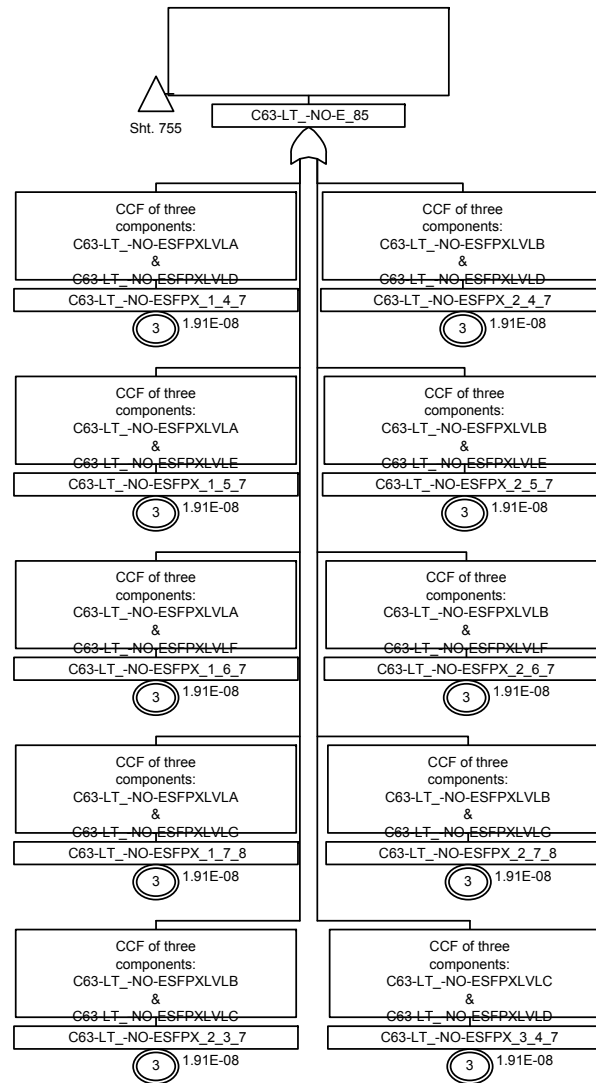 C63-LT_-NO-E_85
Sht. 755
CCF of three
components:
C63-LT_-NO-ESFPXLVLA
&
C63-LT_-NO-ESFPXLVLD
C63-LT_-NO-ESFPX_1_4_7
3
1.91E-08
CCF of three
components:
C63-LT_-NO-ESFPXLVLB
&
C63-LT_-NO-ESFPXLVLD
C63-LT_-NO-ESFPX_2_4_7
3
1.91E-08
CCF of three
components:
C63-LT_-NO-ESFPXLVLA
&
C63-LT_-NO-ESFPXLVLE
C63-LT_-NO-ESFPX_1_5_7
3
1.91E-08
CCF of three
components:
C63-LT_-NO-ESFPXLVLB
&
C63-LT_-NO-ESFPXLVLE
C63-LT_-NO-ESFPX_2_5_7
3
1.91E-08
CCF of three
components:
C63-LT_-NO-ESFPXLVLA
&
C63-LT_-NO-ESFPXLVLF
C63-LT_-NO-ESFPX_1_6_7
3
1.91E-08
CCF of three
components:
C63-LT_-NO-ESFPXLVLB
&
C63-LT_-NO-ESFPXLVLF
C63-LT_-NO-ESFPX_2_6_7
3
1.91E-08
CCF of three
components:
C63-LT_-NO-ESFPXLVLA
&
C63-LT_-NO-ESFPXLVLG
C63-LT_-NO-ESFPX_1_7_8
3
1.91E-08
CCF of three
components:
C63-LT_-NO-ESFPXLVLB
&
C63-LT_-NO-ESFPXLVLG
C63-LT_-NO-ESFPX_2_7_8
3
1.91E-08
CCF of three
components:
C63-LT_-NO-ESFPXLVLB
&
C63-LT_-NO-ESFPXLVLC
C63-LT_-NO-ESFPX_2_3_7
3
1.91E-08
CCF of three
components:
C63-LT_-NO-ESFPXLVLC
&
C63-LT_-NO-ESFPXLVLD
C63-LT_-NO-ESFPX_3_4_7
3
1.91E-08